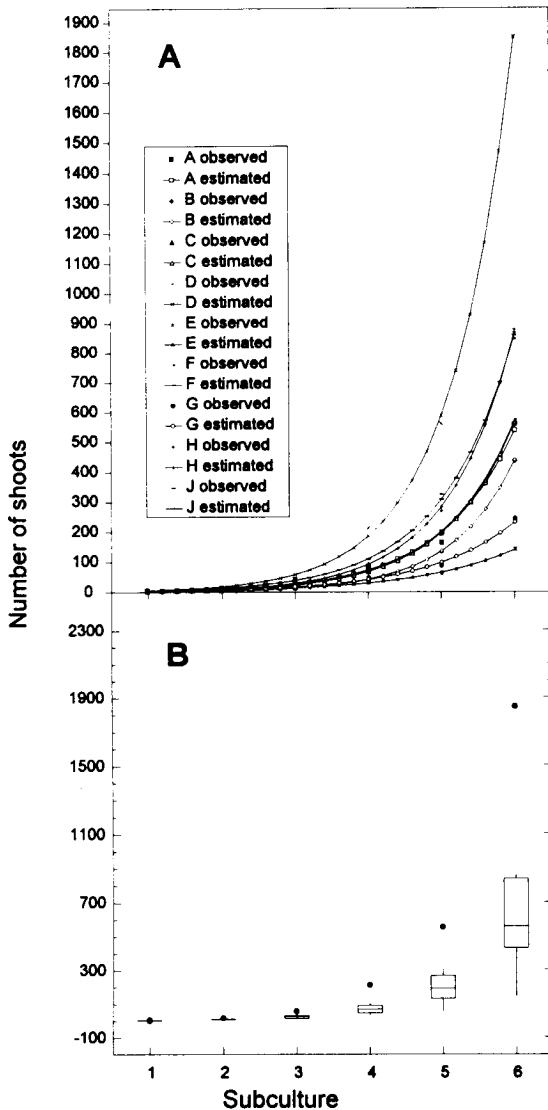 A
1900
1800
1700
1600
1500
1400
1300
1200
1100
1000
900
800
700
600
500
400
300
200
100
0
A observed
A estimated
B observed
B estimated
C observed
C estimated
D observed
D estimated
E observed
E estimated
F observed
F estimated
G observed
G estimated
H observed
H estimated
J observed
J estimated
Number of shoots
B
2300
1900
1500
1100
700
300
-100
1 2 3 4 5 6
Subculture